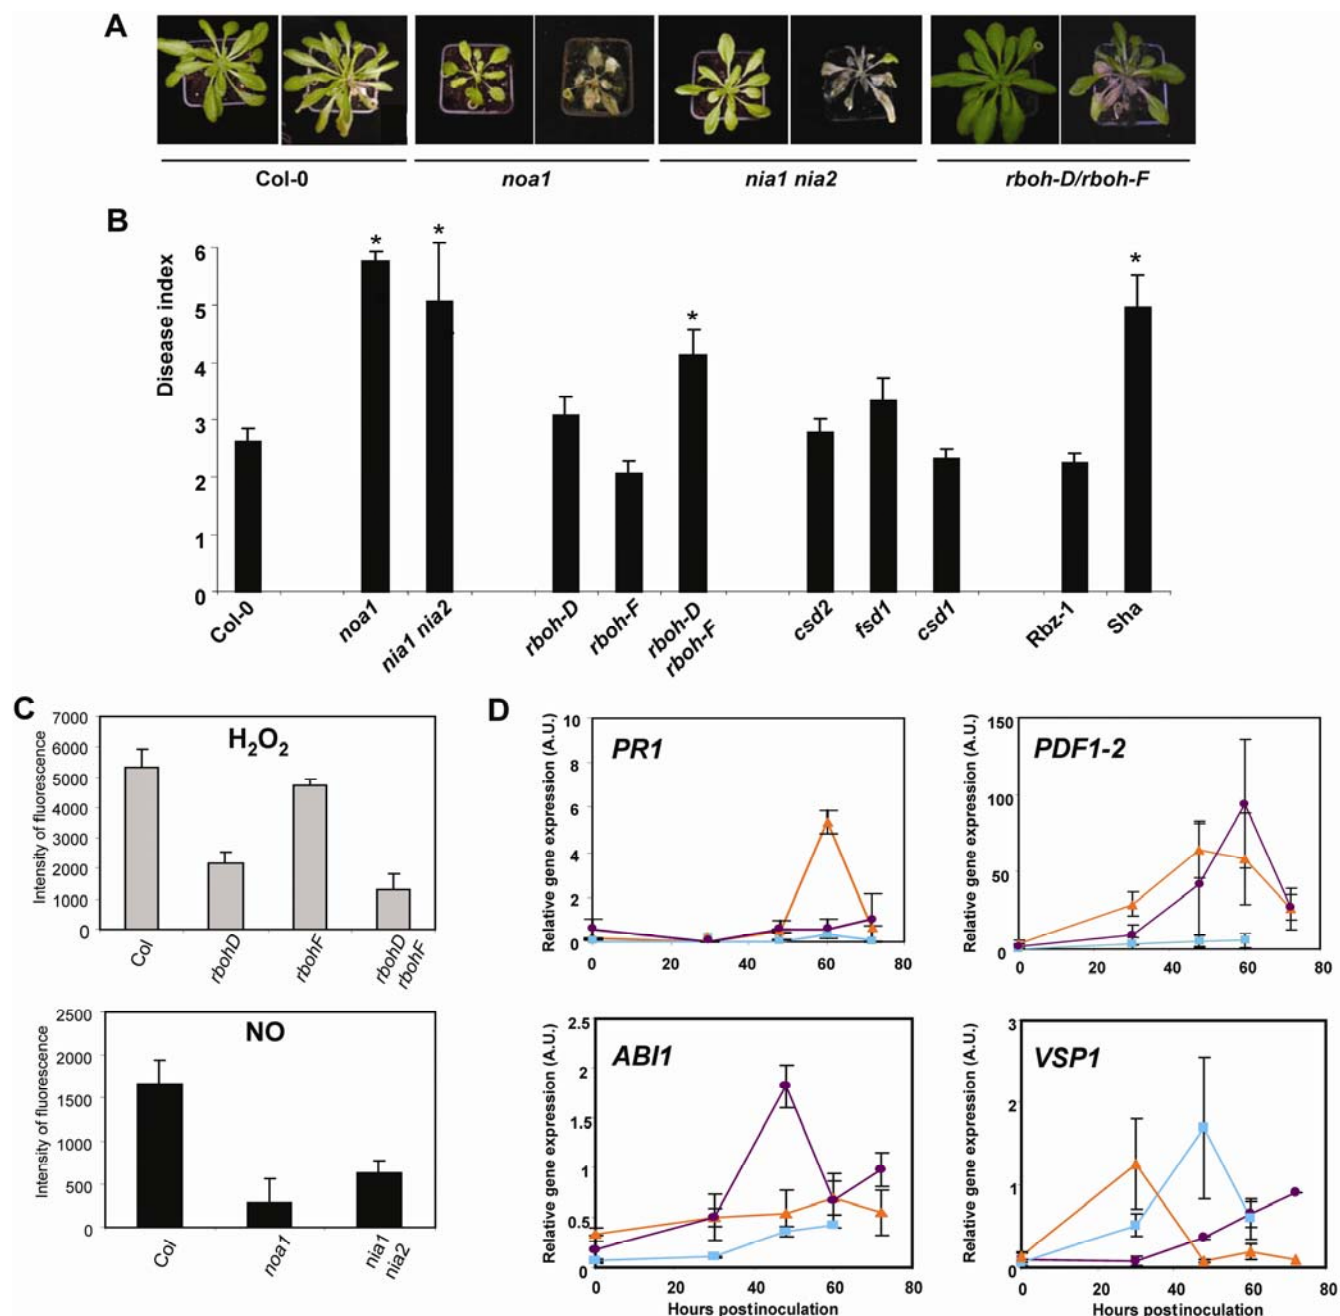 A
Col-0
noa1
nia1 nia2
rboh-D/rboh-F
B
Disease index
6
5
4
3
2
1
0
*
*
*
*
Col-0
noa1
nia1 nia2
rboh-D
rboh-F
rboh-D
rboh-F
csd2
fsd1
csd1
Rbz-1
Sha
C
Intensity of fluorescence
7000
6000
5000
4000
3000
2000
1000
0
H2O2
Col
rbohD
rbohF
rbohD
rbohF
Intensity of fluorescence
2500
2000
1500
1000
500
0
NO
Col
noa1
nia1
nia2
D
Relative gene expression (A.U.)
10
8
6
4
2
0
PR1
0 20 40 60 80
Relative gene expression (A.U.)
150
100
50
0
PDF1-2
0 20 40 60 80
Relative gene expression (A.U.)
2.5
2
1.5
1
0.5
0
ABI1
0 20 40 60 80
Hours postinoculation
Relative gene expression (A.U.)
3
2
1
0
VSP1
0 20 40 60 80
Hours postinoculation